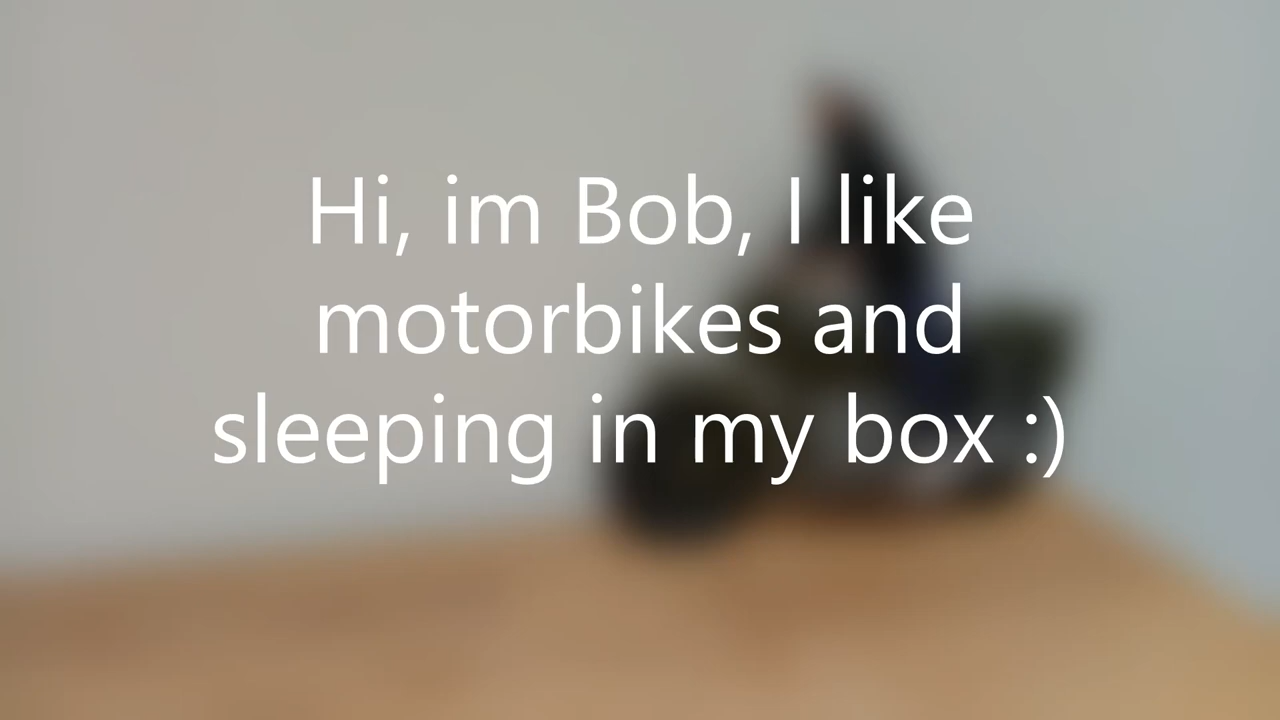 Hi, im Bob, I like
motorbikes and
sleeping in my box :)